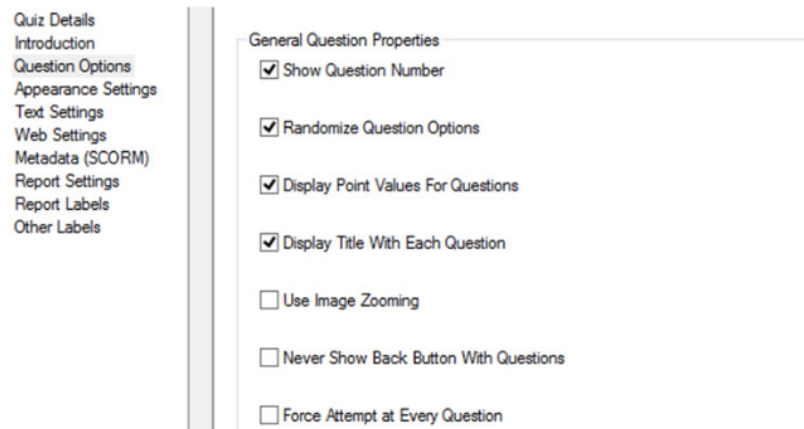 Quiz Details
Introduction
Question Options
Appearance Settings
Text Settings
Web Settings
Metadata (SCORM)
Report Settings
Report Labels
Other Labels
General Question Properties
Show Question Number
Randomize Question Options
Display Point Values For Questions
Display Title With Each Question
Use Image Zooming
Never Show Back Button With Questions
Force Attempt at Every Question